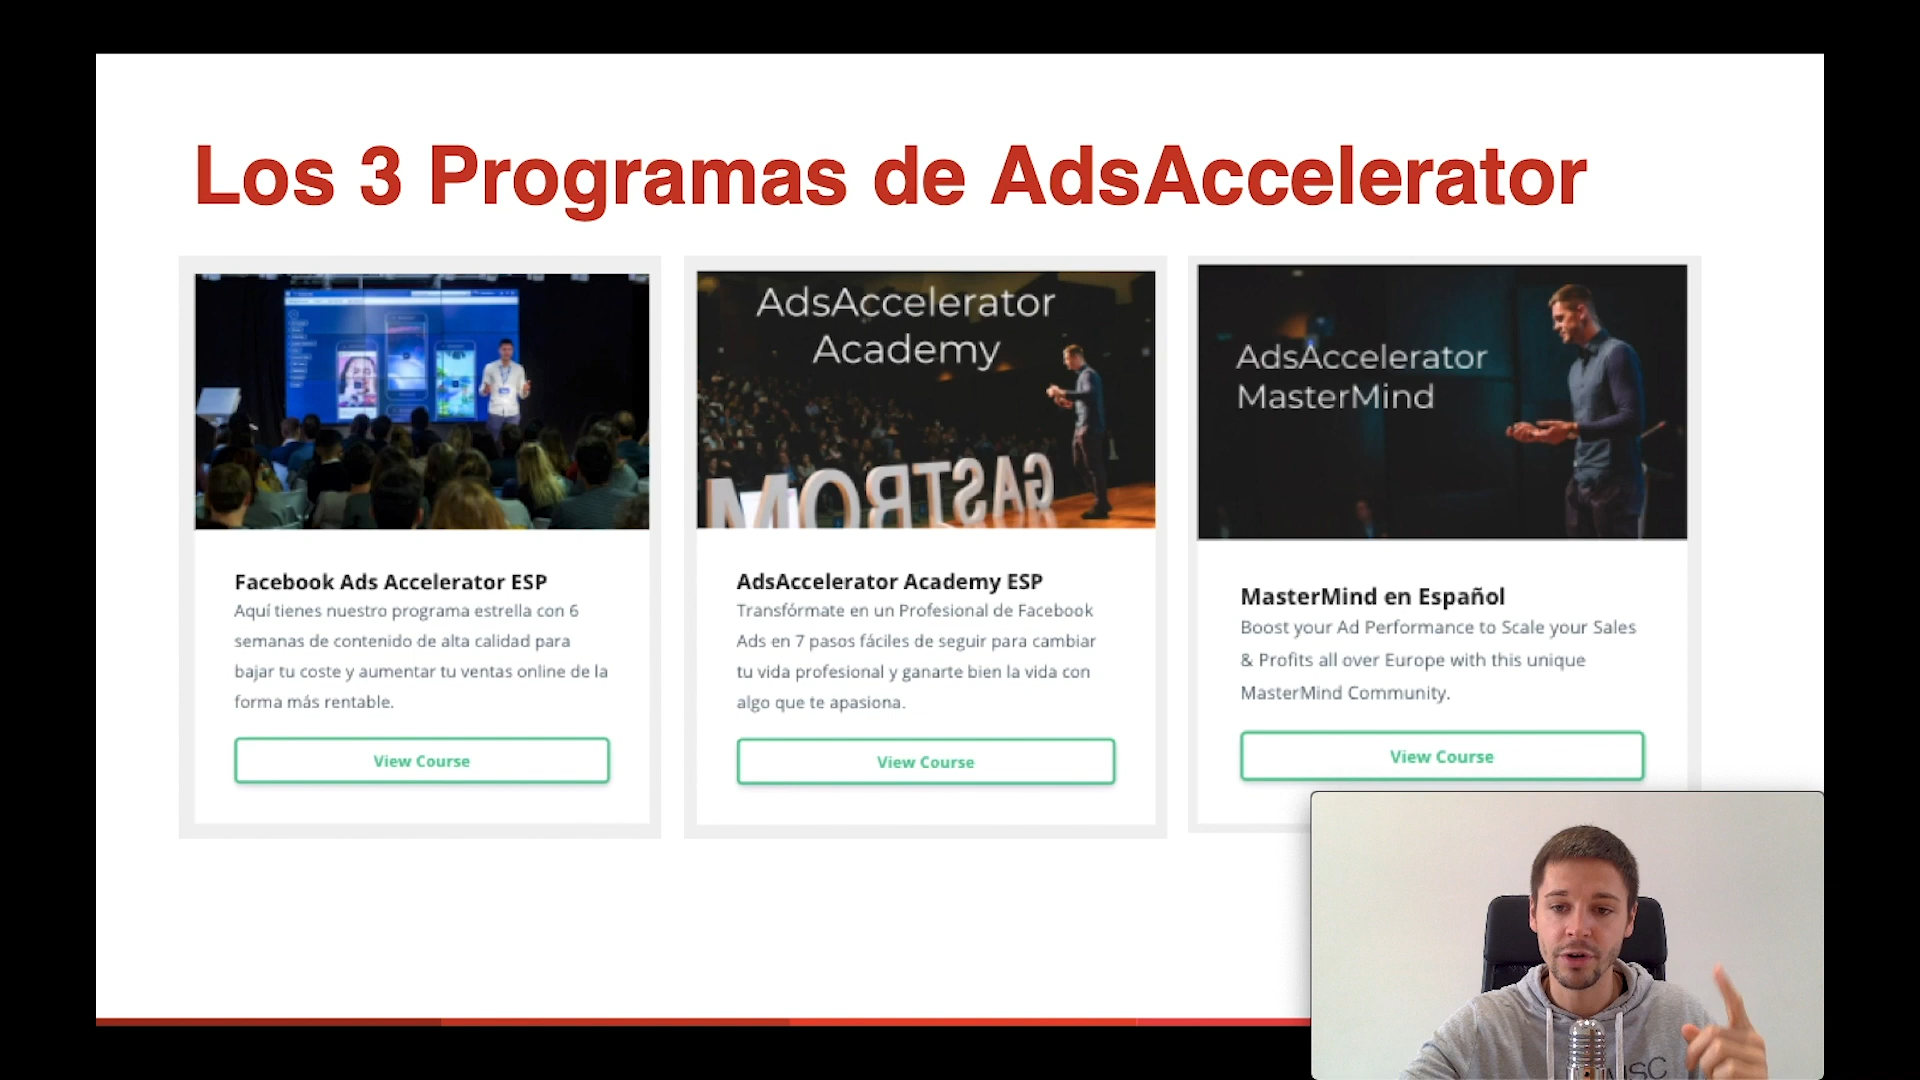 Los 3 Programas de AdsAccelerator
Facebook Ads Accelerator ESP
Aquí tienes nuestro programa estrella con 6
semanas de contenido de alta calidad para
bajar tu coste y aumentar tu ventas online de la
forma más rentable.
View Course
AdsAccelerator
Academy
GASTROM
AdsAccelerator Academy ESP
Transfórmate en un Profesional de Facebook
Ads en 7 pasos fáciles de seguir para cambiar
tu vida profesional y ganarte bien la vida con
algo que te apasiona.
View Course
AdsAccelerator
MasterMind
MasterMind en Español
Boost your Ad Performance to Scale your Sales
& Profits all over Europe with this unique
MasterMind Community.
View Course